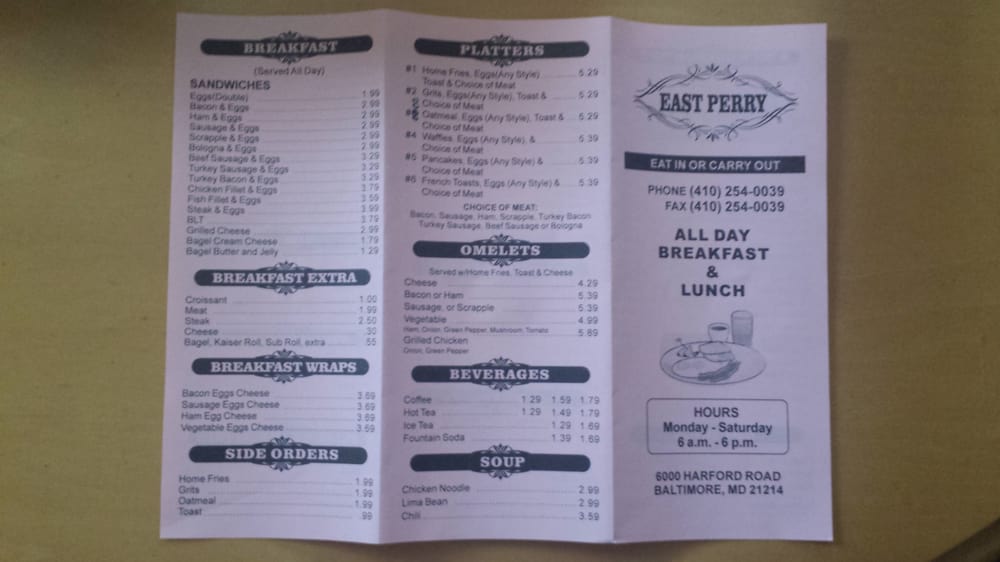 BREAKFAST
(Served All Day)
SANDWICHES
Eggs(Double) 1.99
Bacon & Eggs 2.99
Ham & Eggs 2.99
Sausage & Eggs 2.99
Scrapple & Eggs 2.99
Bologna & Eggs 2.99
Beef Sausage & Eggs 3.29
Turkey Sausage & Eggs 3.29
Turkey Bacon & Eggs 3.29
Chicken Fillet & Eggs 3.79
Fish Fillet & Eggs 3.59
Steak & Eggs 3.99
BLT 3.79
Grilled Cheese 2.99
Bagel Cream Cheese 1.79
Bagel Butter and Jelly 1.29
BREAKFAST EXTRA
Croissant 1.00
Meat 1.99
Steak 2.50
Cheese .30
Bagel, Kaiser Roll, Sub Roll, extra .55
BREAKFAST WRAPS
Bacon Eggs Cheese 3.69
Sausage Eggs Cheese 3.69
Ham Egg Cheese 3.69
Vegetable Eggs Cheese 3.59
SIDE ORDERS
Home Fries 1.99
Grits 1.99
Oatmeal 1.99
Toast .99
PLATTERS
#1 Home Fries, Eggs(Any Style) 5.29
Toast & Choice of Meat
#2 Grits, Eggs(Any Style), Toast & 5.29
Choice of Meat
Oatmeal, Eggs (Any Style), Toast & 5.29
Choice of Meat
#4 Waffles, Eggs (Any Style), & 5.39
Choice of Meat
#5 Pancakes, Eggs (Any Style) & 5.39
Choice of Meat
#6 French Toasts, Eggs (Any Style) & 5.39
Choice of Meat
CHOICE OF MEAT:
Bacon, Sausage, Ham, Scrapple, Turkey Bacon
Turkey Sausage, Beef Sausage or Bologna
OMELETS
Served w/Home Fries, Toast & Cheese
Cheese 4.29
Bacon or Ham 5.39
Sausage, or Scrapple 5.39
Vegetable 4.99
Ham, Onion, Green Pepper, Mushroom, Tomato 5.89
Grilled Chicken
Onion, Green Pepper
BEVERAGES
Coffee 1.29 1.59 1.79
Hot Tea 1.29 1.49 1.79
Ice Tea 1.29 1.69
Fountain Soda 1.39 1.69
SOUP
Chicken Noodle 2.99
Lima Bean 2.99
Chili 3.59
EAST PERRY
EAT IN OR CARRY OUT
PHONE (410) 254-0039
FAX (410) 254-0039
ALL DAY
BREAKFAST
&
LUNCH
HOURS
Monday - Saturday
6 a.m. - 6 p.m.
6000 HARFORD ROAD
BALTIMORE, MD 21214